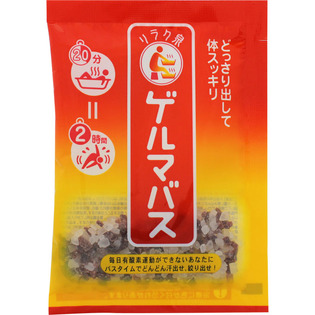 リラク泉
ゲルマバス
どっさり出して
体スッキリ
20分
=
2時間
毎日有酸素運動ができないあなたに
バスタイムでどんどん汗出せ、絞り出せ!